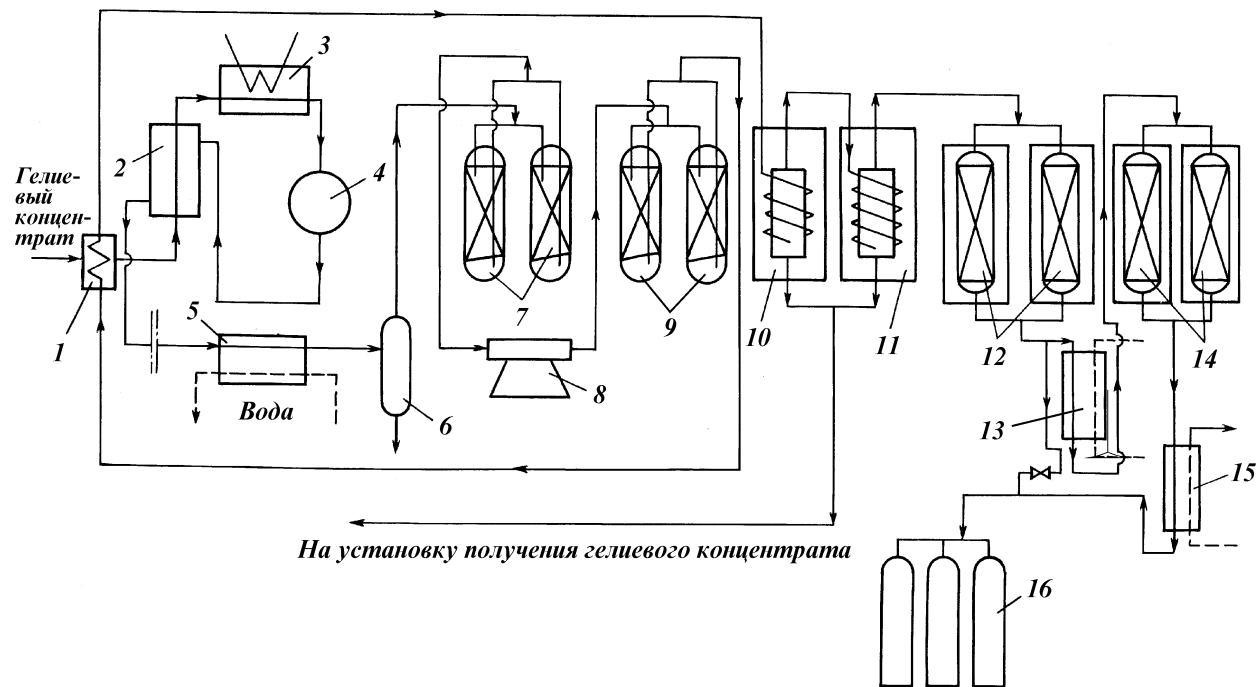 3
2
4
Гелие-
вый
концен-
трат
1
5
Вода
6
7
8
9
10
11
12
13
14
15
16
На установку получения гелиевого концентрата